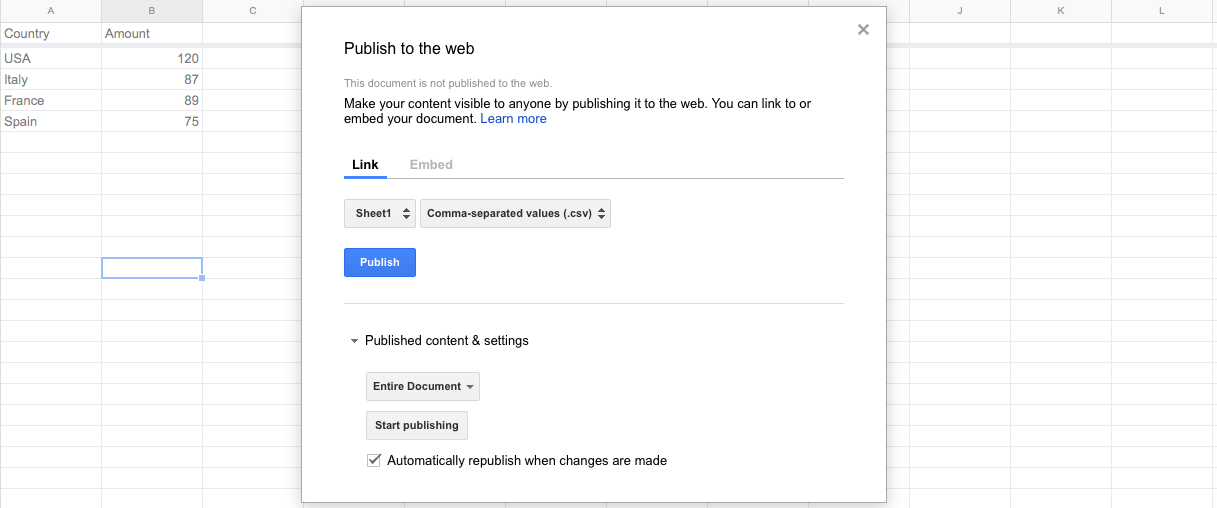 A B C J K L
Country Amount
USA 120
Italy 87
France 89
Spain 75
Publish to the web
This document is not published to the web.
Make your content visible to anyone by publishing it to the web. You can link to or
embed your document. Learn more
Link Embed
Sheet1 Comma-separated values (.csv)
Publish
Published content & settings
Entire Document
Start publishing
Automatically republish when changes are made